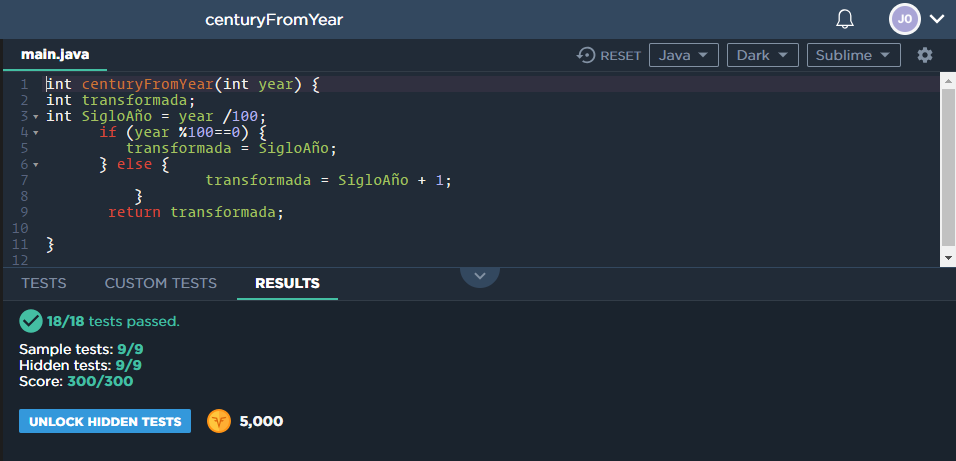 centuryFromYear
JO
main.java
RESET
Java
Dark
Sublime
1 int centuryFromYear(int year) {
2 int transformada;
3 int SigloAño = year /100;
4 if (year %100==0) {
5 transformada = SigloAño;
6 } else {
7 transformada = SigloAño + 1;
8 }
9 return transformada;
10
11 }
12
TESTS CUSTOM TESTS RESULTS
18/18 tests passed.
Sample tests: 9/9
Hidden tests: 9/9
Score: 300/300
UNLOCK HIDDEN TESTS 5,000